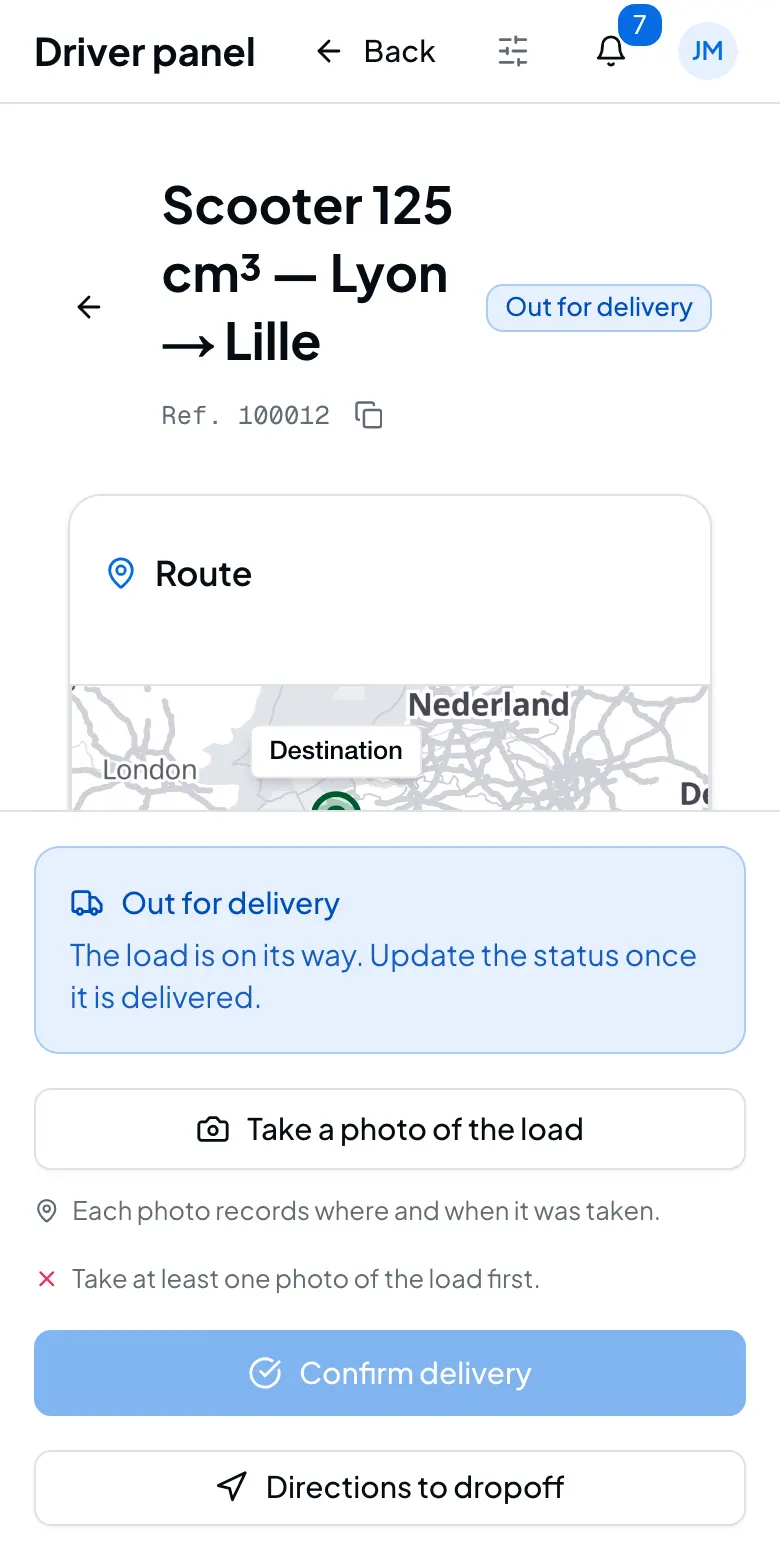 Driver panel
Back
7
JM
Scooter 125
cm³ — Lyon
→ Lille
Out for delivery
Ref. 100012
Route
Nederland
Destination
London
Out for delivery
The load is on its way. Update the status once
it is delivered.
Take a photo of the load
Each photo records where and when it was taken.
Take at least one photo of the load first.
Confirm delivery
Directions to dropoff